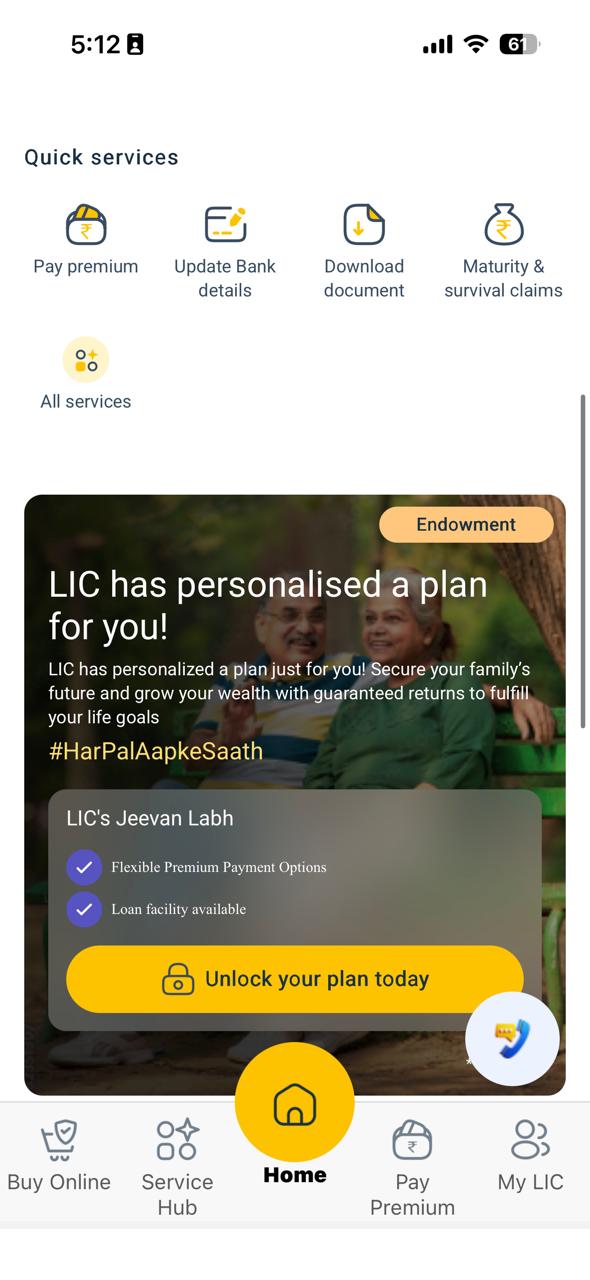 5:12
61
Quick services
Pay premium
Update Bank
details
Download
document
Maturity &
survival claims
All services
Endowment
LIC has personalised a plan
for you!
LIC has personalized a plan just for you! Secure your family’s
future and grow your wealth with guaranteed returns to fulfill
your life goals
#HarPalAapkeSaath
LIC's Jeevan Labh
Flexible Premium Payment Options
Loan facility available
Unlock your plan today
*
Buy Online
Service
Hub
Home
Pay
Premium
My LIC